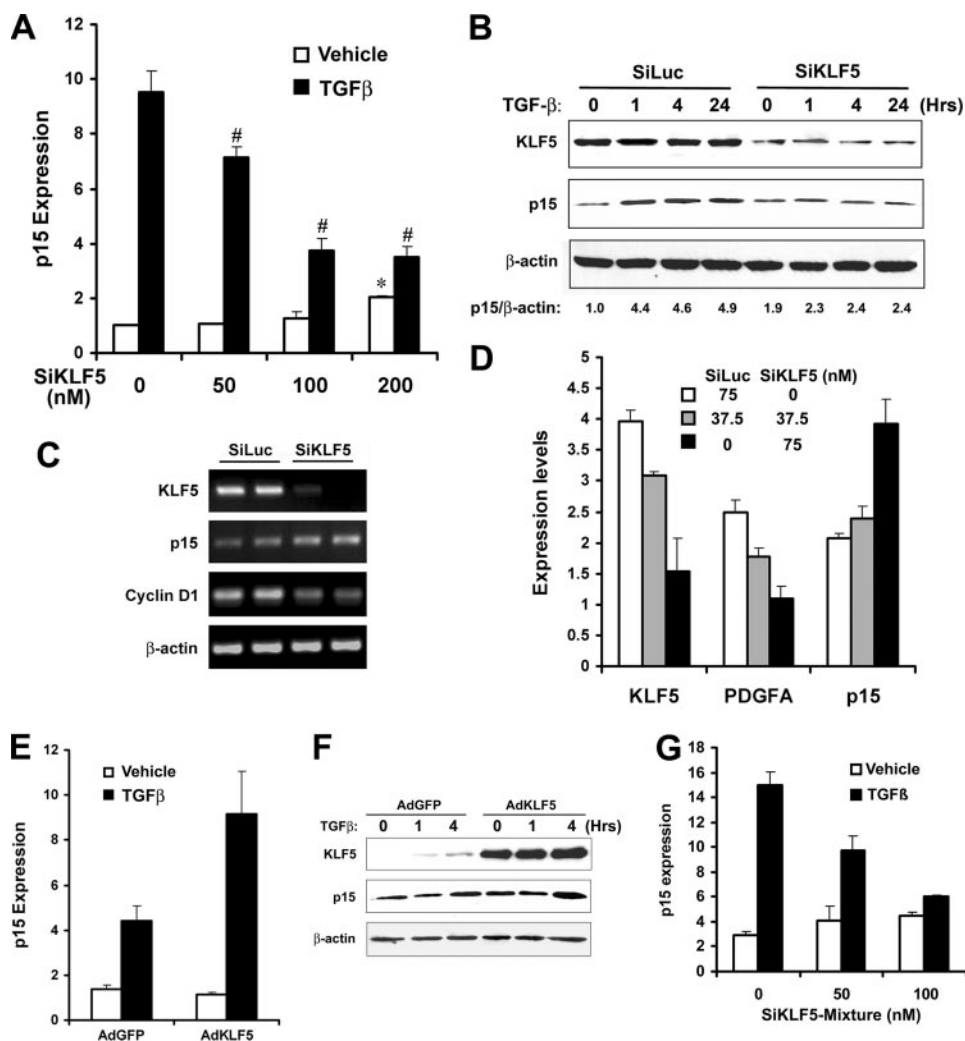 A
12
10
8
6
4
2
0
p15 Expression
Vehicle
TGFβ
#
#
#
*
SiKLF5 (nM)
0 50 100 200
B
SiLuc SiKLF5
TGF-β: 0 1 4 24 0 1 4 24 (Hrs)
KLF5
p15
β-actin
p15/β-actin: 1.0 4.4 4.6 4.9 1.9 2.3 2.4 2.4
C
SiLuc SiKLF5
KLF5
p15
Cyclin D1
β-actin
D
SiLuc SiKLF5 (nM)
75 0
37.5 37.5
0 75
5
4.5
4
3.5
3
2.5
2
1.5
1
0.5
0
Expression levels
KLF5 PDGFA p15
E
12
10
8
6
4
2
0
p15 Expression
Vehicle
TGFβ
AdGFP AdKLF5
F
AdGFP AdKLF5
TGFβ: 0 1 4 0 1 4 (Hrs)
KLF5
p15
β-actin
G
18
16
14
12
10
8
6
4
2
0
p15 expression
Vehicle
TGFß
0 50 100
SiKLF5-Mixture (nM)